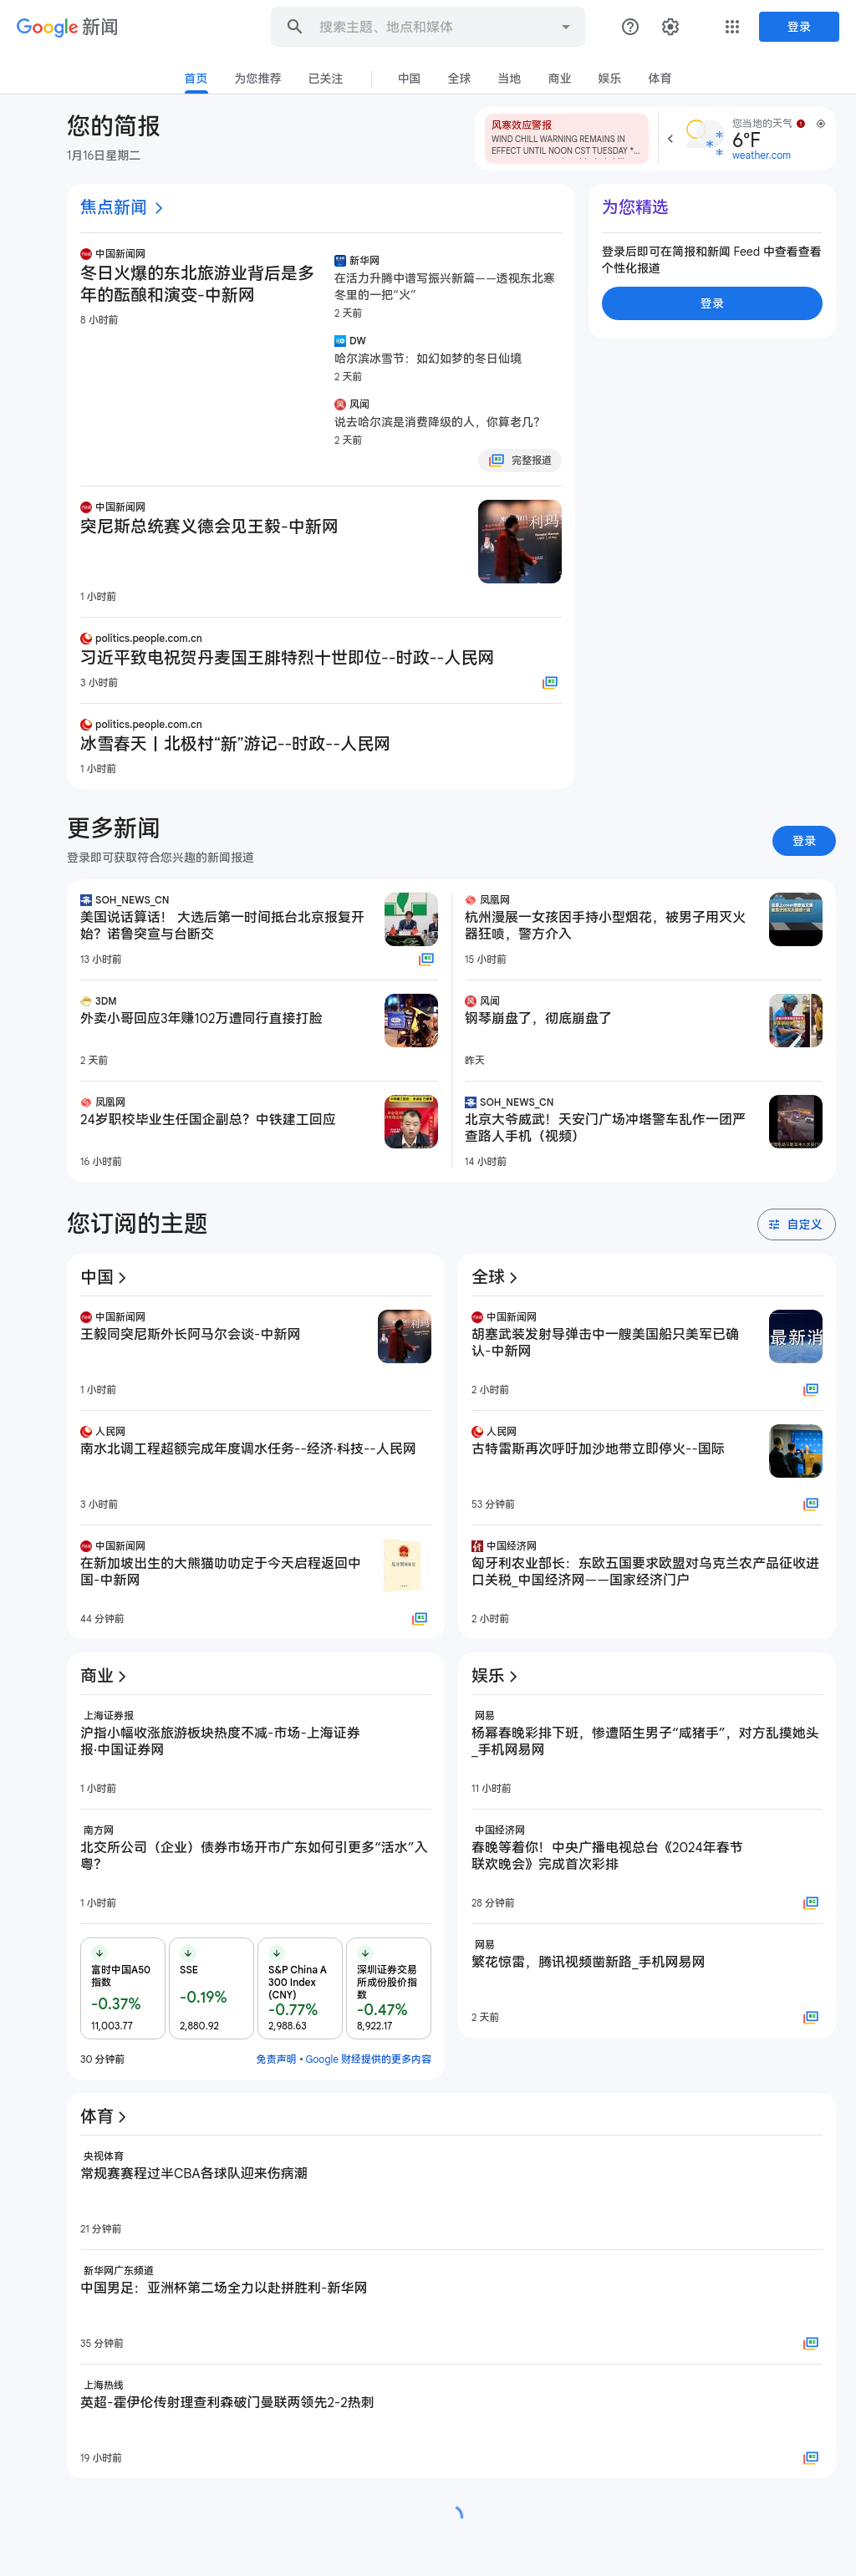 Google 新闻
搜索主题、地点和媒体
登录
首页
为您推荐
已关注
中国
全球
当地
商业
娱乐
体育
您的简报
1月16日星期二
风寒效应警报
WIND CHILL WARNING REMAINS IN
EFFECT UNTIL NOON CST TUESDAY *...
您当地的天气
6°F
weather.com
焦点新闻
中国新闻网
冬日火爆的东北旅游业背后是多
年的酝酿和演变-中新网
8 小时前
新华网
在活力升腾中谱写振兴新篇——透视东北寒
冬里的一把“火”
2 天前
DW
哈尔滨冰雪节：如幻如梦的冬日仙境
2 天前
风闻
说去哈尔滨是消费降级的人，你算老几？
2 天前
完整报道
中国新闻网
突尼斯总统赛义德会见王毅-中新网
1 小时前
politics.people.com.cn
习近平致电祝贺丹麦国王腓特烈十世即位--时政--人民网
3 小时前
politics.people.com.cn
冰雪春天丨北极村“新”游记--时政--人民网
1 小时前
为您精选
登录后即可在简报和新闻 Feed 中查看查看
个性化报道
登录
更多新闻
登录即可获取符合您兴趣的新闻报道
登录
SOH_NEWS_CN
美国说话算话！ 大选后第一时间抵台北京报复开
始？诺鲁突宣与台断交
13 小时前
凤凰网
杭州漫展一女孩因手持小型烟花，被男子用灭火
器狂喷，警方介入
15 小时前
3DM
外卖小哥回应3年赚102万遭同行直接打脸
2 天前
风闻
钢琴崩盘了，彻底崩盘了
昨天
凤凰网
24岁职校毕业生任国企副总？中铁建工回应
16 小时前
SOH_NEWS_CN
北京大爷威武！天安门广场冲塔警车乱作一团严
查路人手机（视频）
14 小时前
您订阅的主题
自定义
中国
中国新闻网
王毅同突尼斯外长阿马尔会谈-中新网
1 小时前
人民网
南水北调工程超额完成年度调水任务--经济·科技--人民网
3 小时前
中国新闻网
在新加坡出生的大熊猫叻叻定于今天启程返回中
国-中新网
44 分钟前
全球
中国新闻网
胡塞武装发射导弹击中一艘美国船只美军已确
认-中新网
最新消
2 小时前
人民网
古特雷斯再次呼吁加沙地带立即停火--国际
53 分钟前
中国经济网
匈牙利农业部长：东欧五国要求欧盟对乌克兰农产品征收进
口关税_中国经济网——国家经济门户
2 小时前
商业
上海证券报
沪指小幅收涨旅游板块热度不减-市场-上海证券
报·中国证券网
1 小时前
南方网
北交所公司（企业）债券市场开市广东如何引更多“活水”入
粤？
1 小时前
富时中国A50
指数
-0.37%
11,003.77
SSE
-0.19%
2,880.92
S&P China A
300 Index
(CNY)
-0.77%
2,988.63
深圳证券交易
所成份股价指
数
-0.47%
8,922.17
30 分钟前
免责声明 • Google 财经提供的更多内容
娱乐
网易
杨幂春晚彩排下班，惨遭陌生男子“咸猪手”，对方乱摸她头
_手机网易网
11 小时前
中国经济网
春晚等着你！中央广播电视总台《2024年春节
联欢晚会》完成首次彩排
28 分钟前
网易
繁花惊雷，腾讯视频凿新路_手机网易网
2 天前
体育
央视体育
常规赛赛程过半CBA各球队迎来伤病潮
21 分钟前
新华网广东频道
中国男足：亚洲杯第二场全力以赴拼胜利-新华网
35 分钟前
上海热线
英超-霍伊伦传射理查利森破门曼联两领先2-2热刺
19 小时前